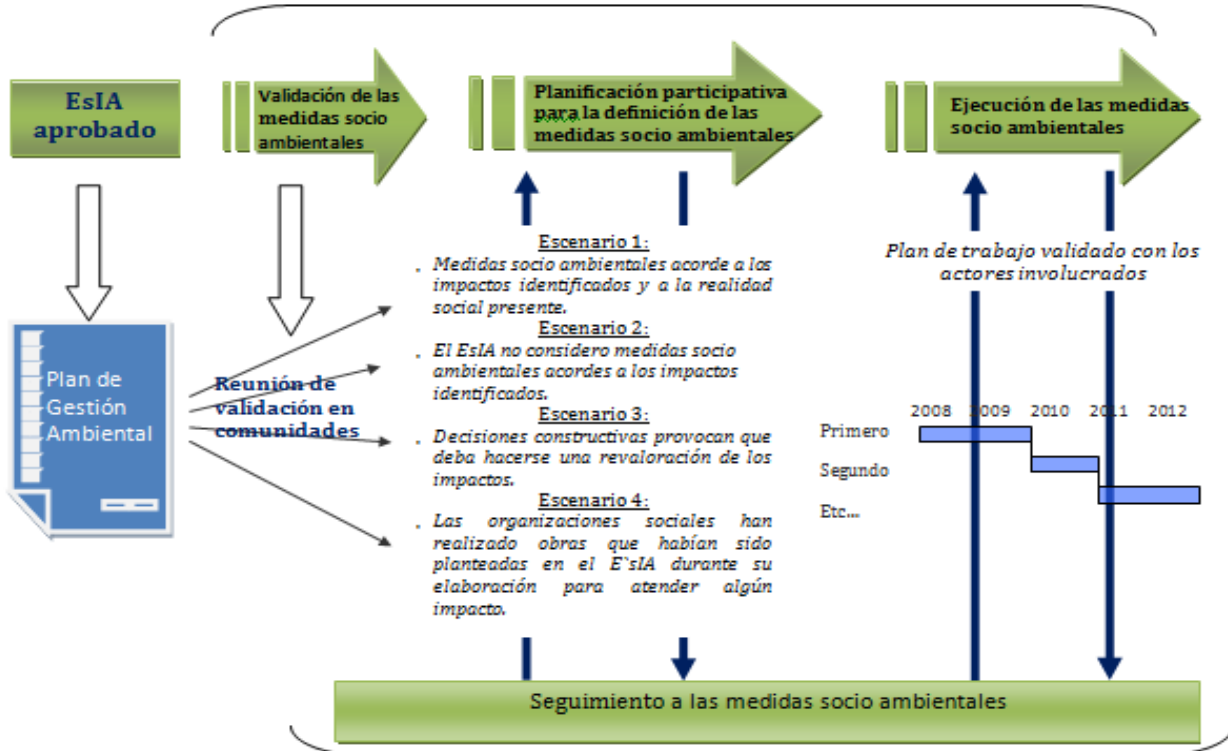 EsIA
aprobado
Validación de las
medidas socio
ambientales
Planificación participativa
para la definición de las
medidas socio ambientales
Ejecución de las medidas
socio ambientales
Plan de
Gestión
Ambiental
Reunión de
validación en
comunidades
Escenario 1:
. Medidas socio ambientales acorde a los
impactos identificados y a la realidad
social presente.
Escenario 2:
. El EsIA no considero medidas socio
ambientales acordes a los impactos
identificados.
Escenario 3:
. Decisiones constructivas provocan que
deba hacerse una revaloración de los
impactos.
Escenario 4:
. Las organizaciones sociales han
realizado obras que habían sido
planteadas en el E`sIA durante su
elaboración para atender algún
impacto.
Plan de trabajo validado con los
actores involucrados
2008 2009 2010 2011 2012
Primero
Segundo
Etc...
Seguimiento a las medidas socio ambientales